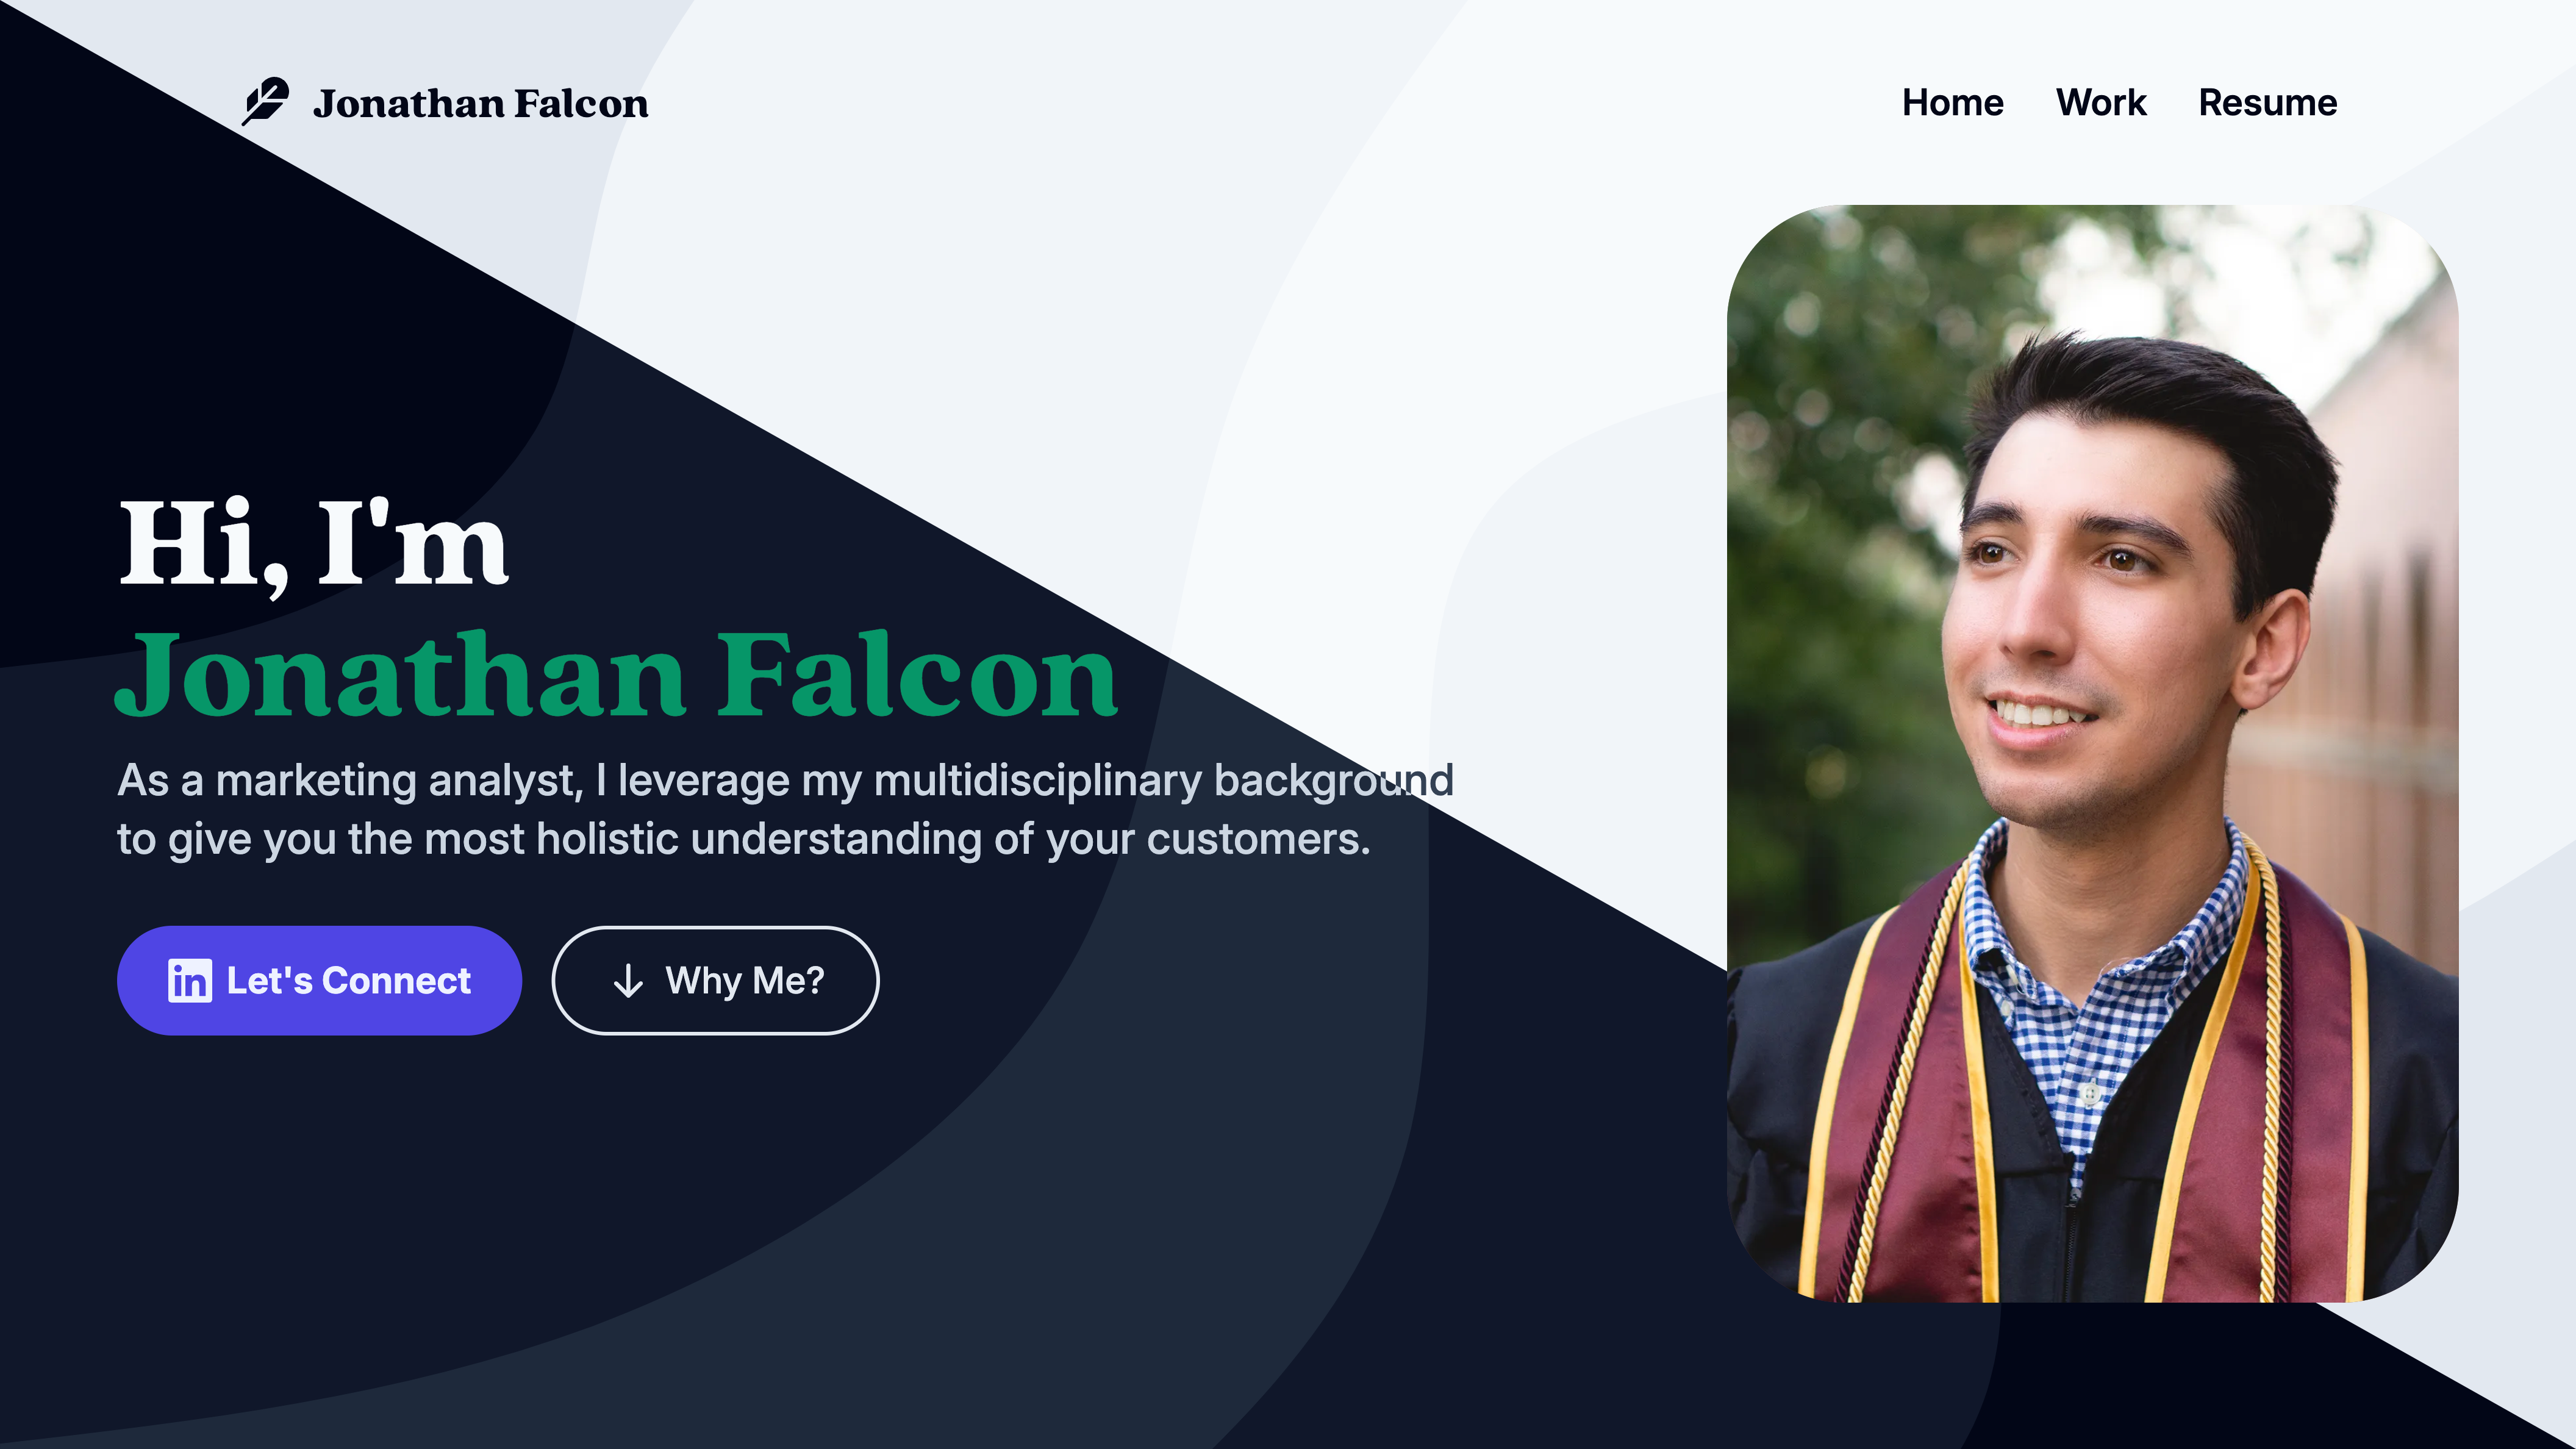 Jonathan Falcon
Home Work Resume
Hi, I'm
Jonathan Falcon
As a marketing analyst, I leverage my multidisciplinary background
to give you the most holistic understanding of your customers.
in Let's Connect
Why Me?